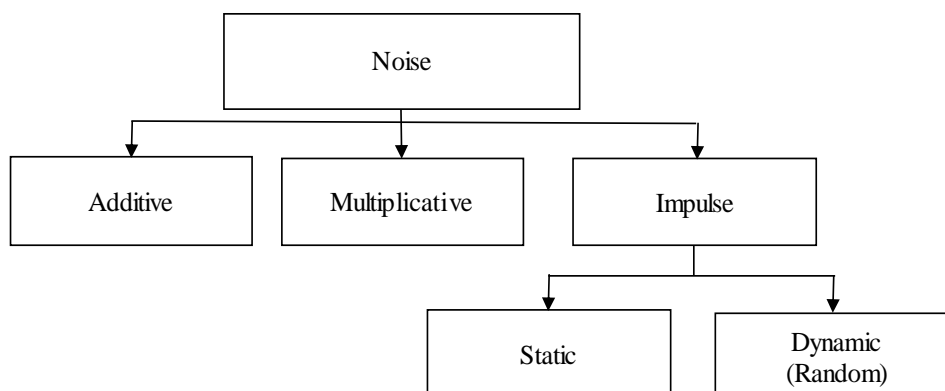 Noise
Additive
Multiplicative
Impulse
Static
Dynamic
(Random)